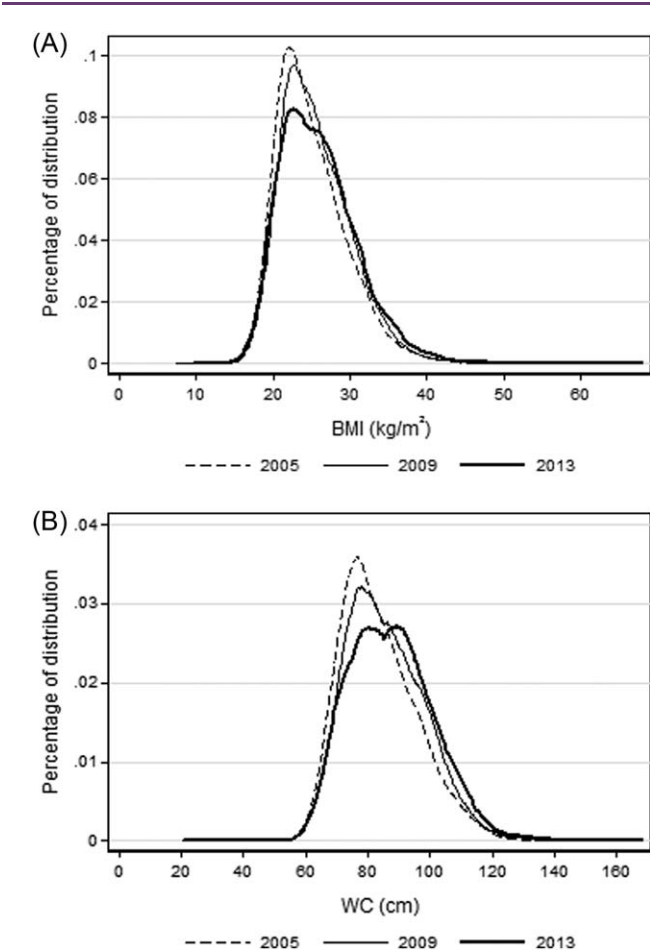 (A)
Percentage of distribution
.1
.08
.06
.04
.02
0
0 10 20 30 40 50 60
BMI (kg/m²)
2005 2009 2013
(B)
Percentage of distribution
.04
.03
.02
.01
0
0 20 40 60 80 100 120 140 160
WC (cm)
2005 2009 2013